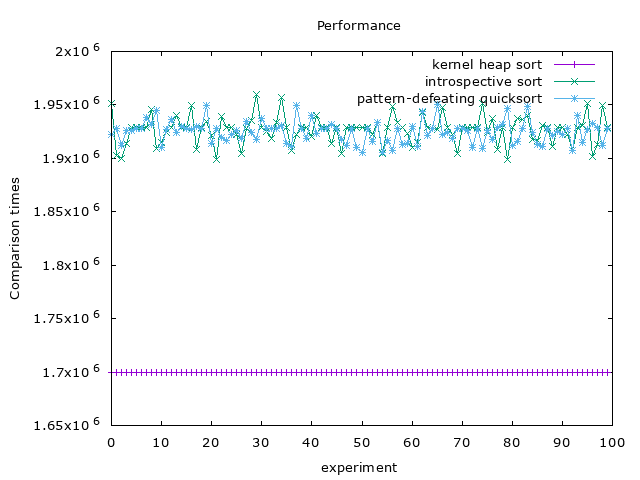 Performance
2x10^6
1.95x10^6
1.9x10^6
1.85x10^6
1.8x10^6
1.75x10^6
1.7x10^6
1.65x10^6
Comparison times
kernel heap sort
introspective sort
pattern-defeating quicksort
0 10 20 30 40 50 60 70 80 90 100
experiment